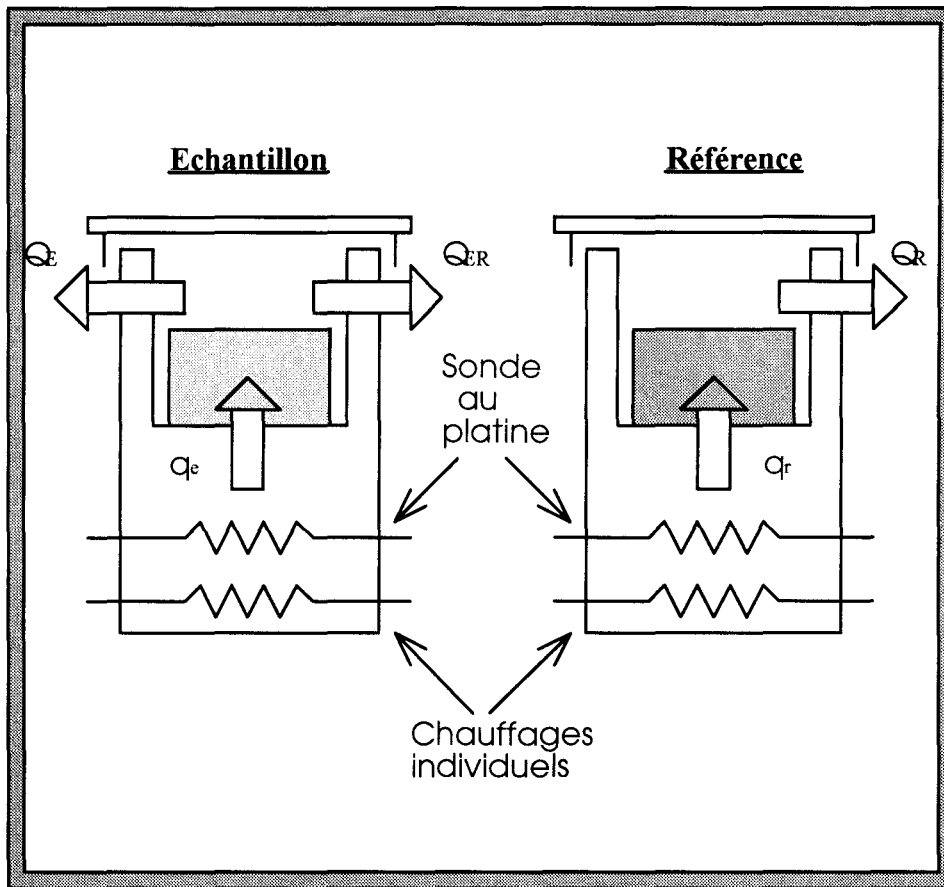 Echantillon
Référence
QE
QER
QR
Sonde
au
platine
qe
qr
Chauffages
individuels